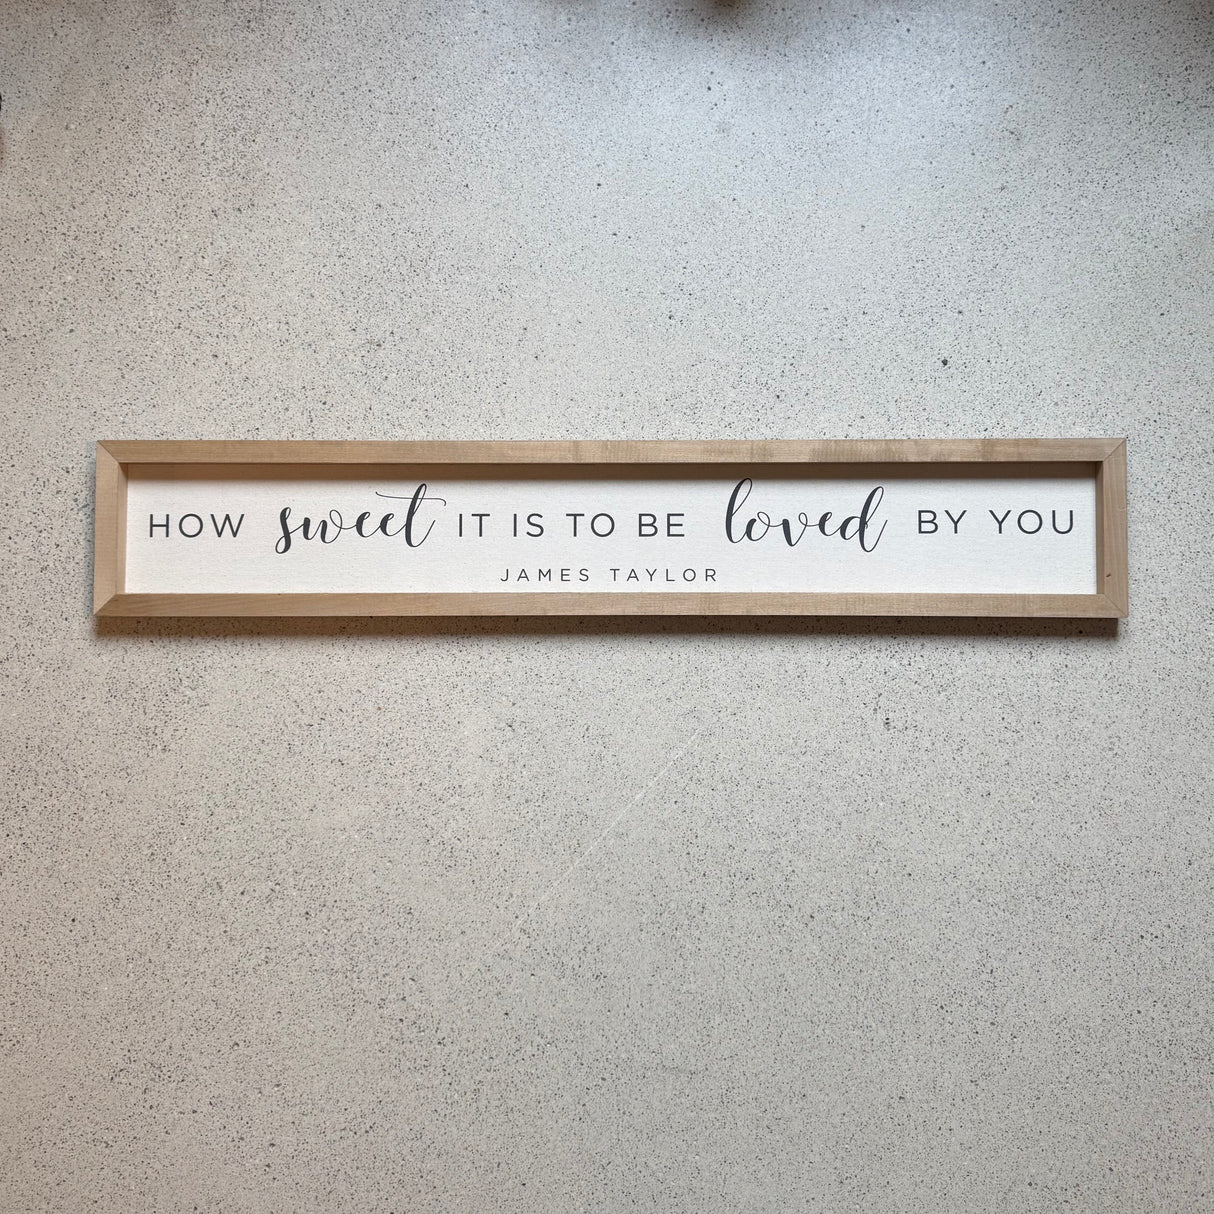 HOW sweet IT IS TO BE loved BY YOU
JAMES TAYLOR